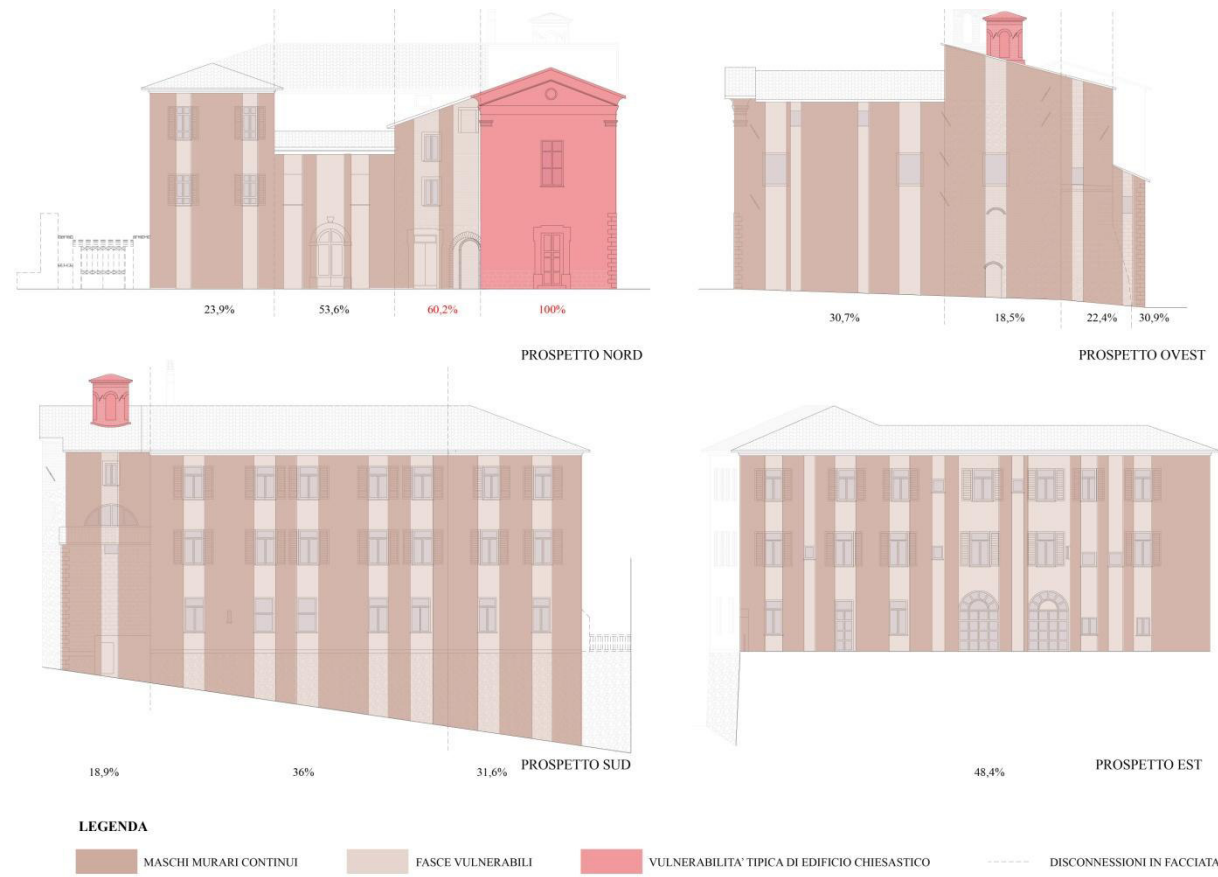 23,9% 53,6% 60,2% 100%
PROSPETTO NORD
30,7% 18,5% 22,4% 30,9%
PROSPETTO OVEST
18,9% 36% 31,6% PROSPETTO SUD
48,4% PROSPETTO EST
LEGENDA
MASCHI MURARI CONTINUI
FASCE VULNERABILI
VULNERABILITA' TIPICA DI EDIFICIO CHIESASTICO
DISCONNESSIONI IN FACCIATA